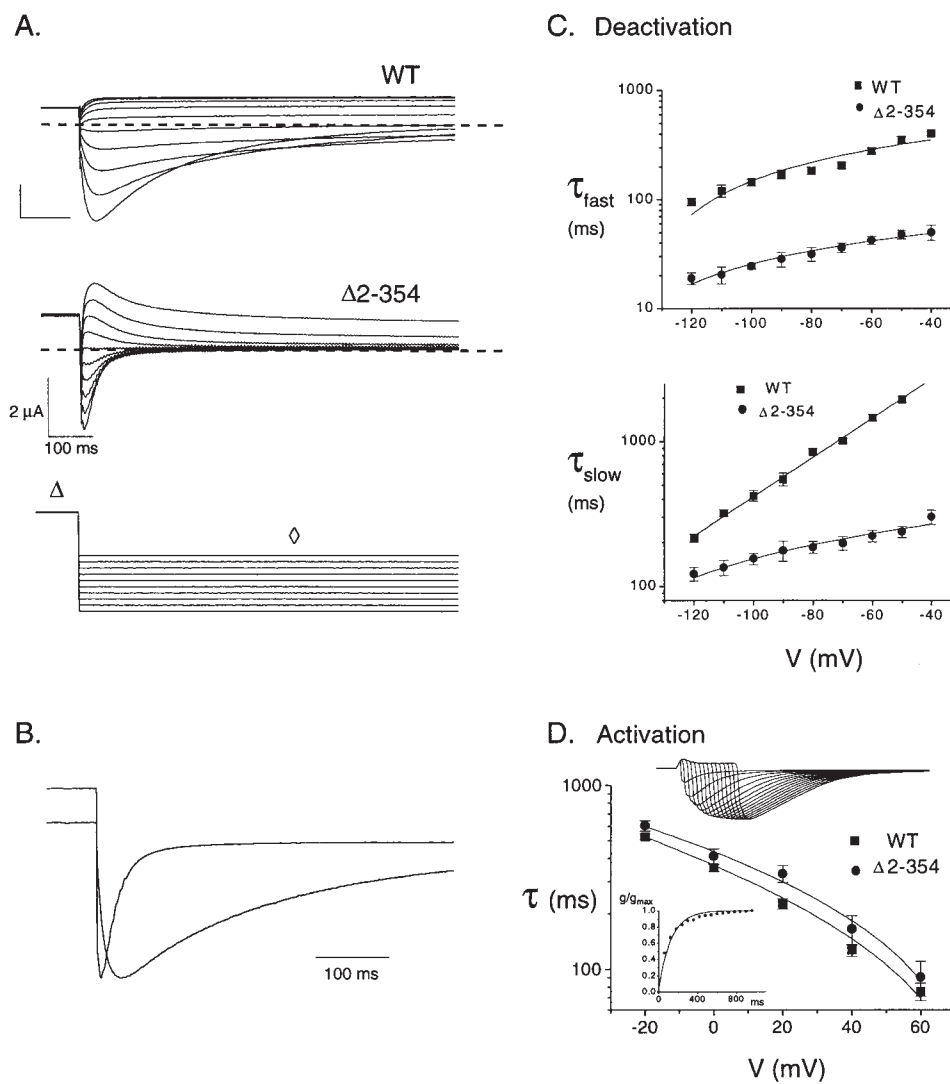 A.
WT
Δ2-354
2 μA
100 ms
Δ
◊
B.
100 ms
C. Deactivation
WT
Δ2-354
1000
100
10
τfast
(ms)
-120 -100 -80 -60 -40
WT
Δ2-354
1000
100
τslow
(ms)
-120 -100 -80 -60 -40
V (mV)
D. Activation
1000
100
τ (ms)
WT
Δ2-354
g/gmax
1.0
0.8
0.6
0.4
0.2
0.0
0 400 800
ms
-20 0 20 40 60
V (mV)